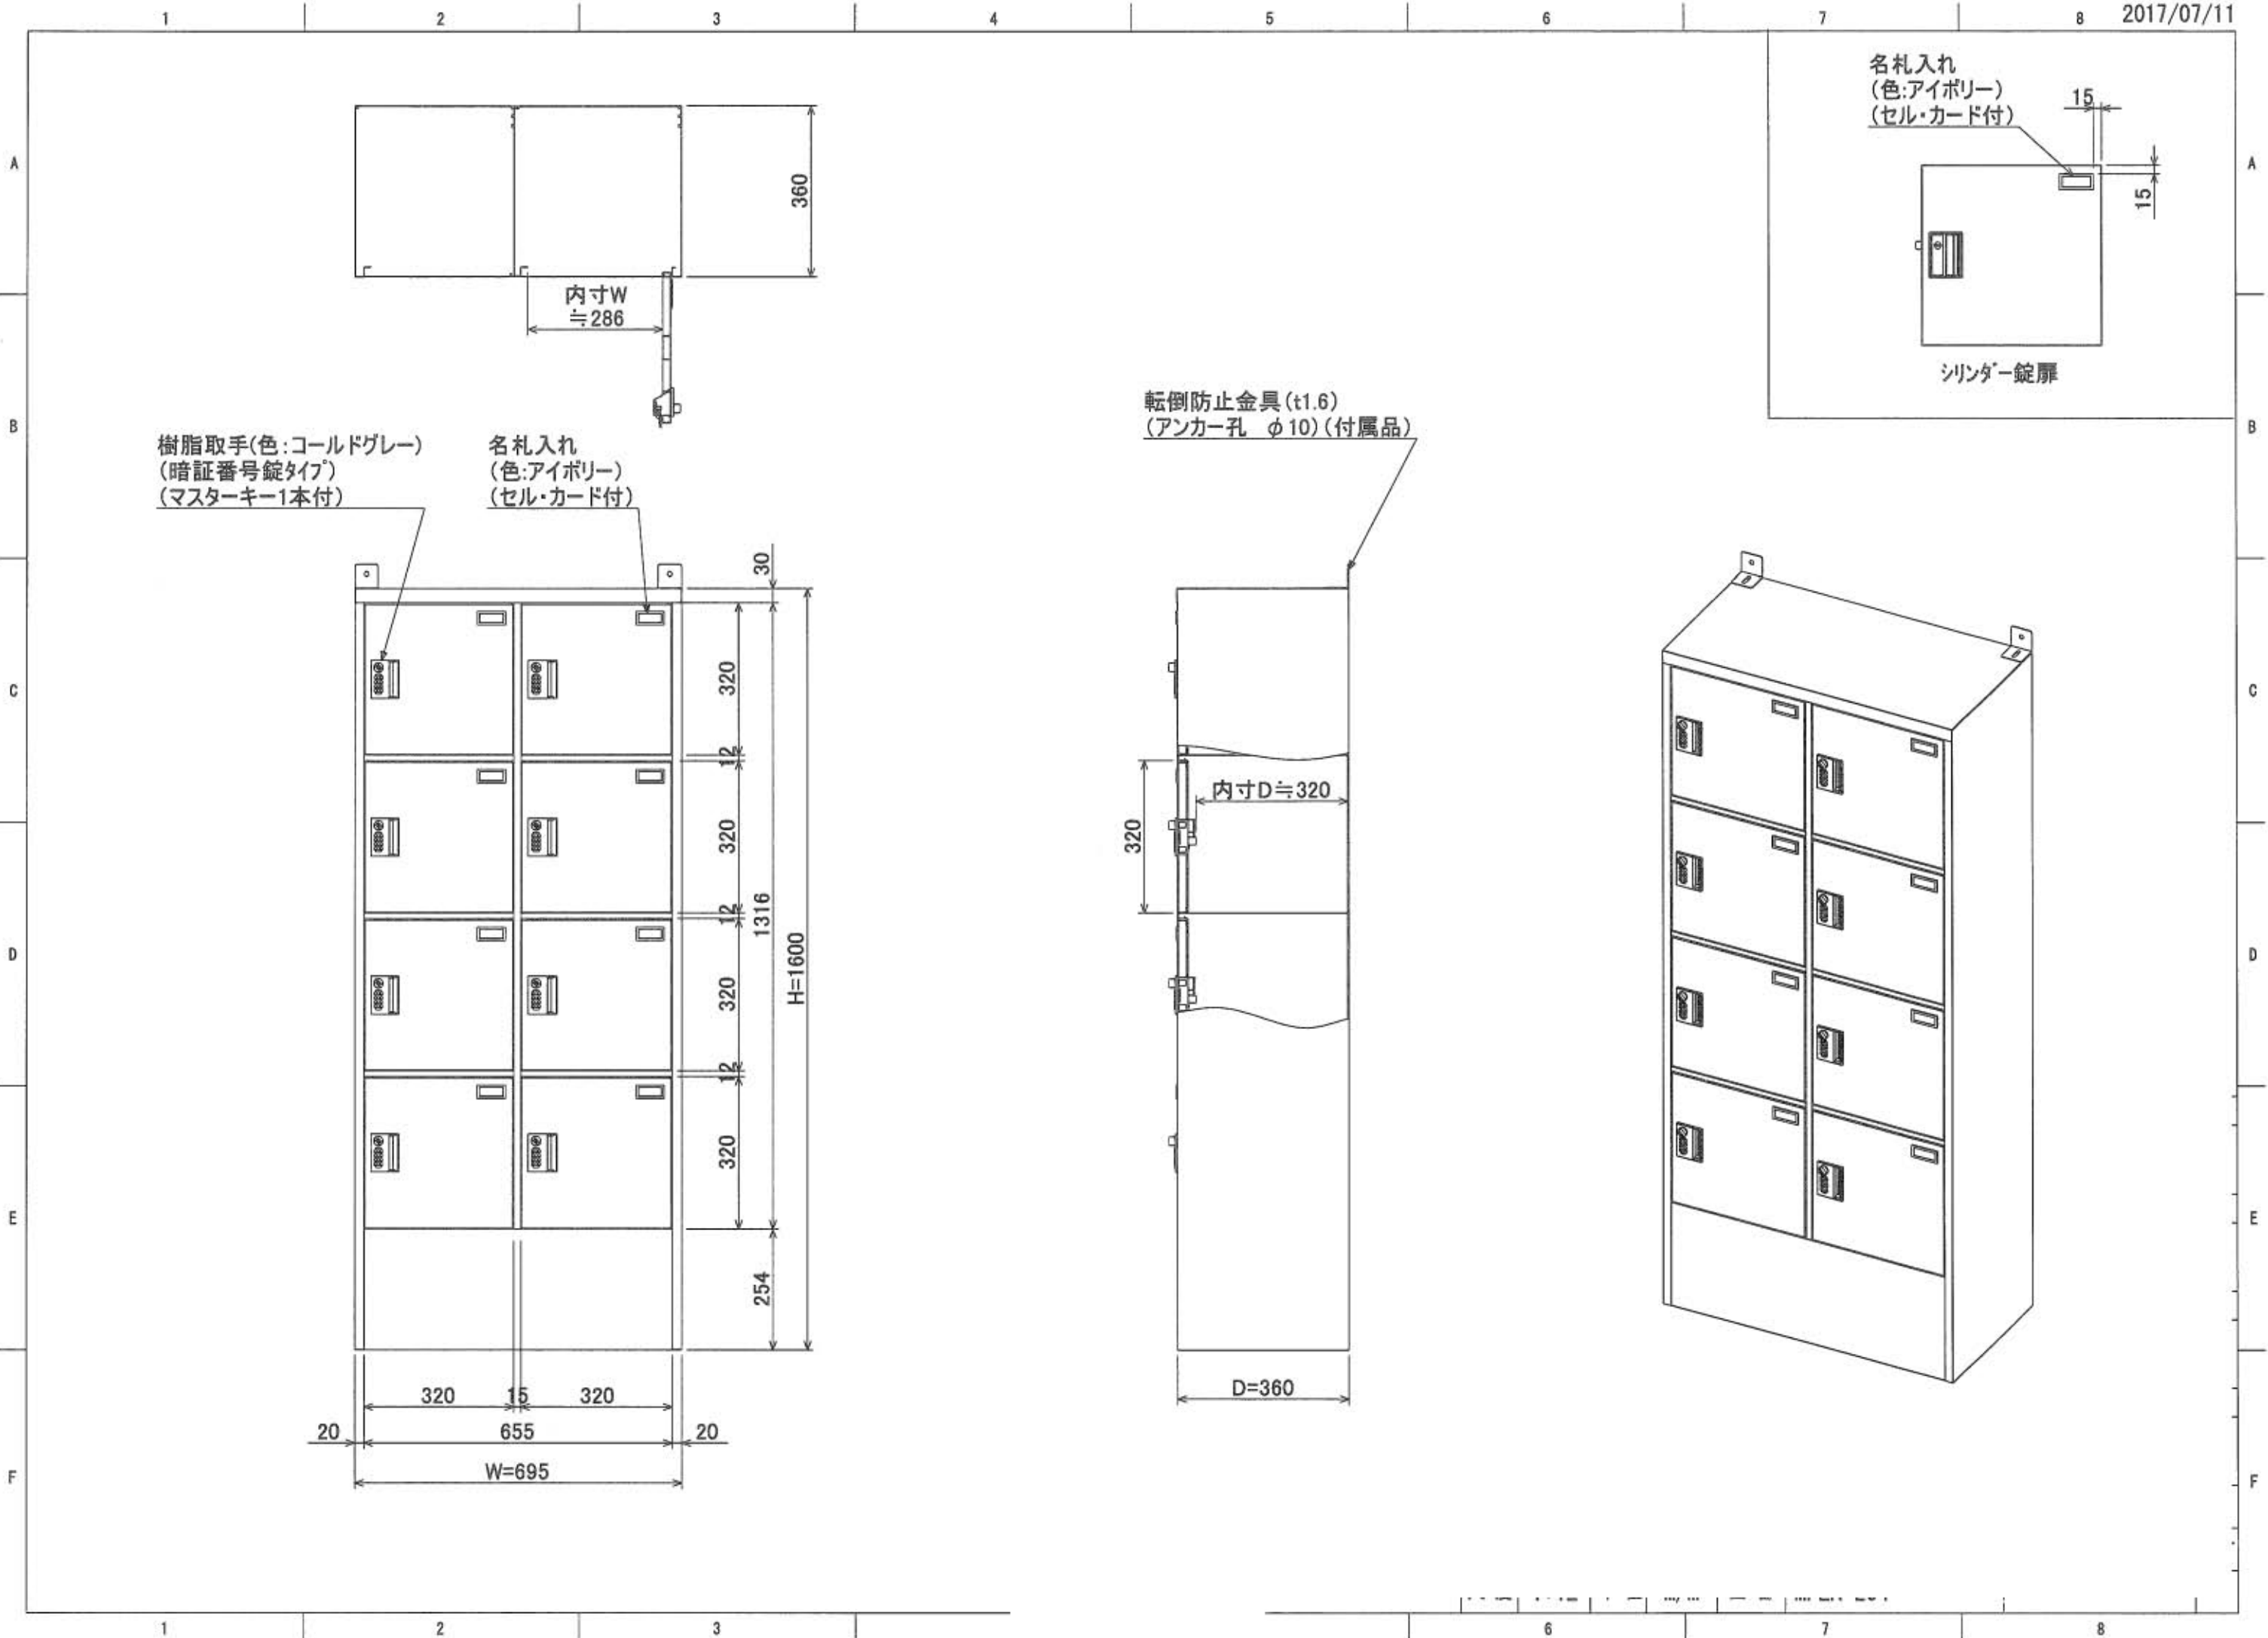 1 2 3 4 5 6 7 8 2017/07/11
A
B
C
D
E
F
A
B
C
D
E
F
360
内寸W
≒286
名札入れ
(色:アイボリー)
(セル・カード付)
15
15
シリンダー錠扉
樹脂取手(色:コールドグレー)
(暗証番号錠タイプ)
(マスターキー1本付)
名札入れ
(色:アイボリー)
(セル・カード付)
転倒防止金具(t1.6)
(アンカー孔 φ10)(付属品)
30
320
12
320
12
320
12
320
1316
H=1600
254
320 15 320
20 655 20
W=695
内寸D≒320
320
D=360
1 2 3 6 7 8